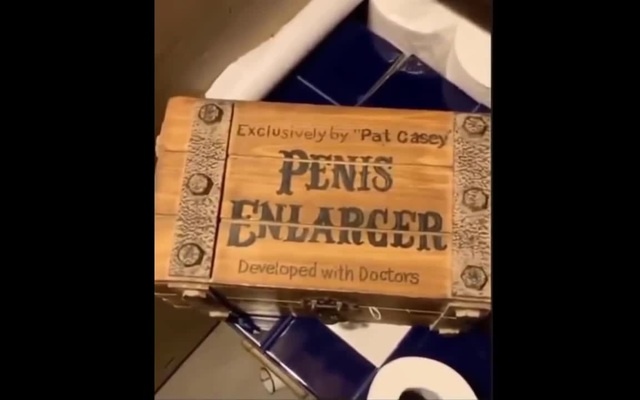 Exclusively by "Pat Casey"
PENIS
ENLARGER
Developed with Doctors